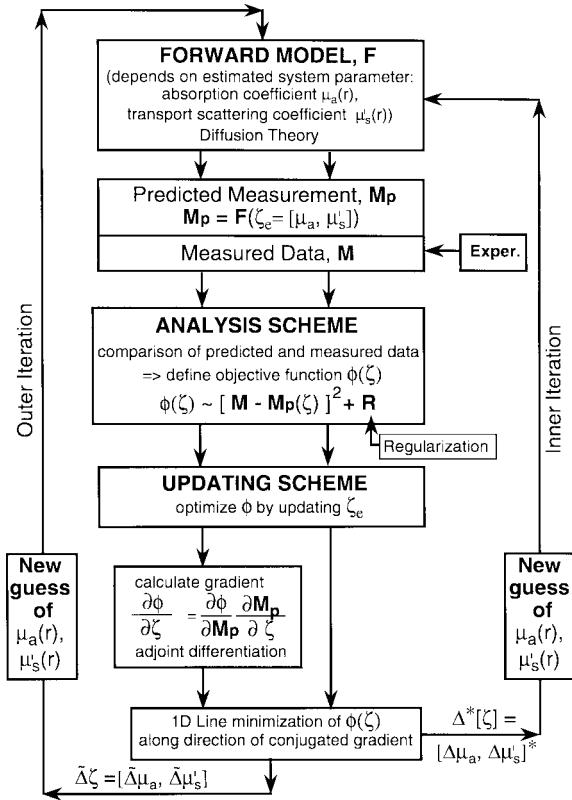 FORWARD MODEL, F
(depends on estimated system parameter:
absorption coefficient μa(r),
transport scattering coefficient μ's(r))
Diffusion Theory
Predicted Measurement, Mp
Mp = F(ζe= [μa, μ's])
Measured Data, M
Exper.
ANALYSIS SCHEME
comparison of predicted and measured data
=> define objective function ϕ(ζ)
ϕ(ζ) ~ [ M - Mp(ζ) ]² + R
Regularization
UPDATING SCHEME
optimize ϕ by updating ζe
calculate gradient
∂ϕ/∂ζ = ∂ϕ/∂Mp ∂Mp/∂ζ
adjoint differentiation
1D Line minimization of ϕ(ζ)
along direction of conjugated gradient
Δ*[ζ] =
[Δμa, Δμ's]*
Δ̃ζ = [Δ̃μa, Δ̃μ's]
Outer Iteration
New
guess
of
μa(r),
μ's(r)
Inner Iteration
New
guess
of
μa(r),
μ's(r)